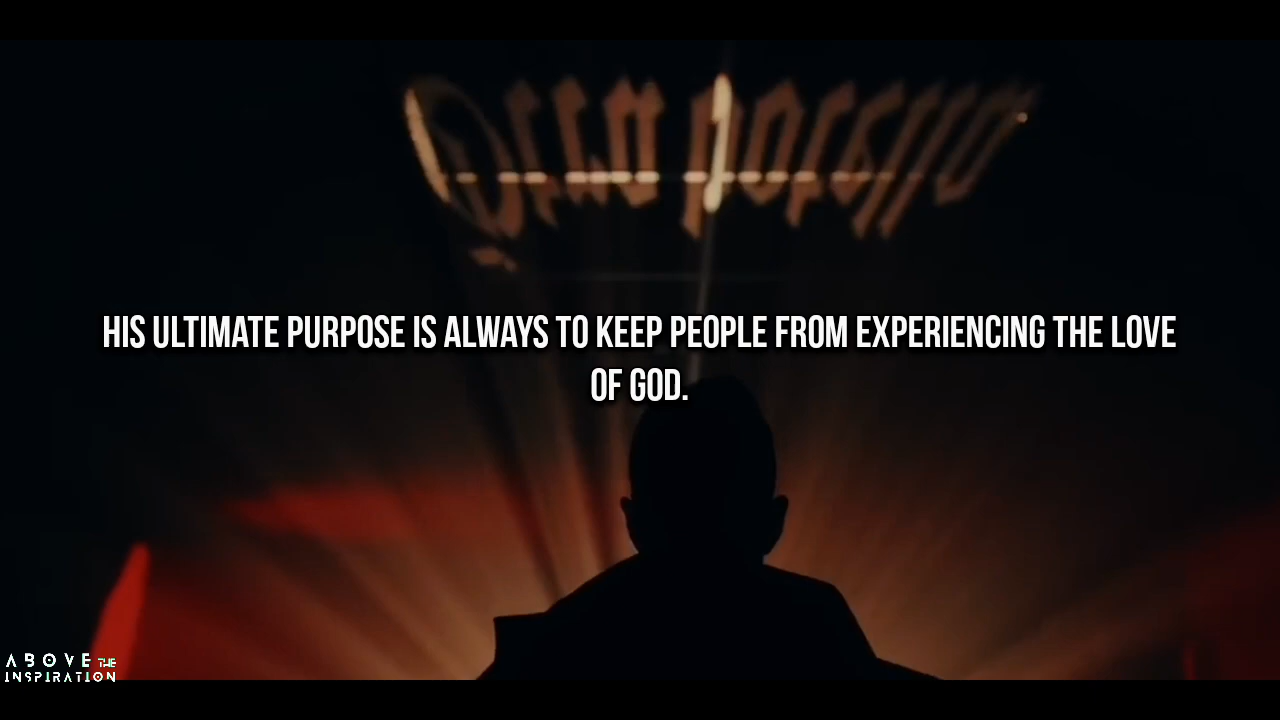 HIS ULTIMATE PURPOSE IS ALWAYS TO KEEP PEOPLE FROM EXPERIENCING THE LOVE
OF GOD.
ABOVE THE
INSPIRATION